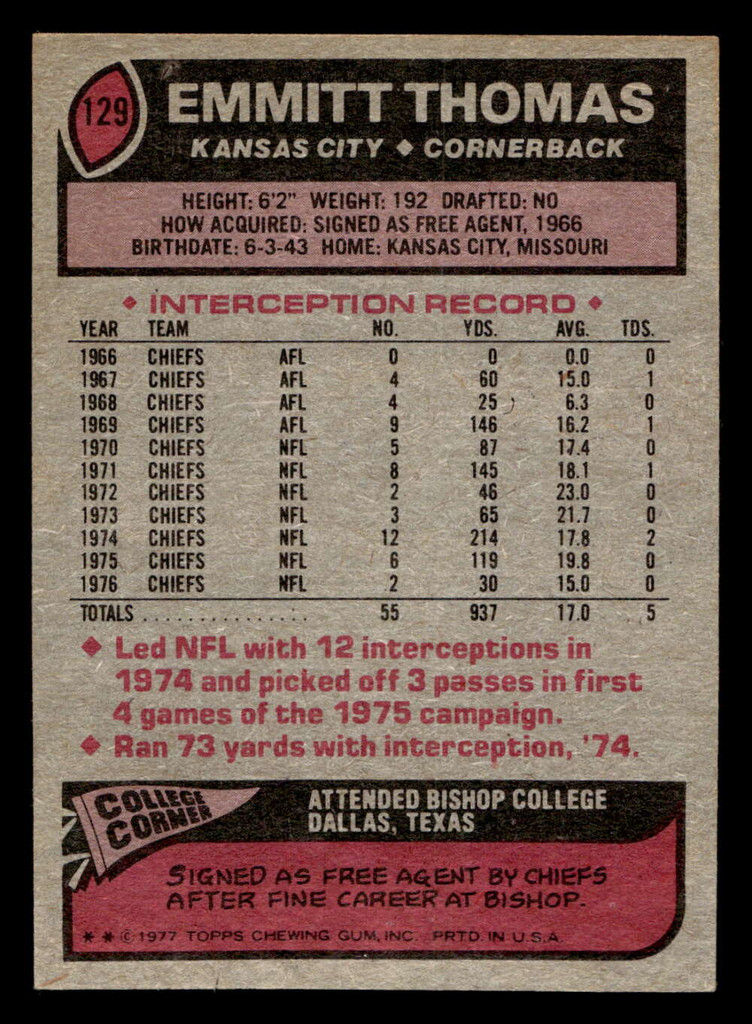 129
EMMITT THOMAS
KANSAS CITY ◆ CORNERBACK
HEIGHT: 6'2" WEIGHT: 192 DRAFTED: NO
HOW ACQUIRED: SIGNED AS FREE AGENT, 1966
BIRTHDATE: 6-3-43 HOME: KANSAS CITY, MISSOURI
◆ INTERCEPTION RECORD ◆
YEAR TEAM NO. YDS. AVG. TDS.
1966 CHIEFS AFL 0 0 0.0 0
1967 CHIEFS AFL 4 60 15.0 1
1968 CHIEFS AFL 4 25 6.3 0
1969 CHIEFS AFL 9 146 16.2 1
1970 CHIEFS NFL 5 87 17.4 0
1971 CHIEFS NFL 8 145 18.1 1
1972 CHIEFS NFL 2 46 23.0 0
1973 CHIEFS NFL 3 65 21.7 0
1974 CHIEFS NFL 12 214 17.8 2
1975 CHIEFS NFL 6 119 19.8 0
1976 CHIEFS NFL 2 30 15.0 0
TOTALS ................ 55 937 17.0 5
◆ Led NFL with 12 interceptions in
1974 and picked off 3 passes in first
4 games of the 1975 campaign.
◆ Ran 73 yards with interception, '74.
COLLEGE
CORNER
ATTENDED BISHOP COLLEGE
DALLAS, TEXAS
SIGNED AS FREE AGENT BY CHIEFS
AFTER FINE CAREER AT BISHOP.
* * © 1977 TOPPS CHEWING GUM, INC. PRTD. IN U.S.A.